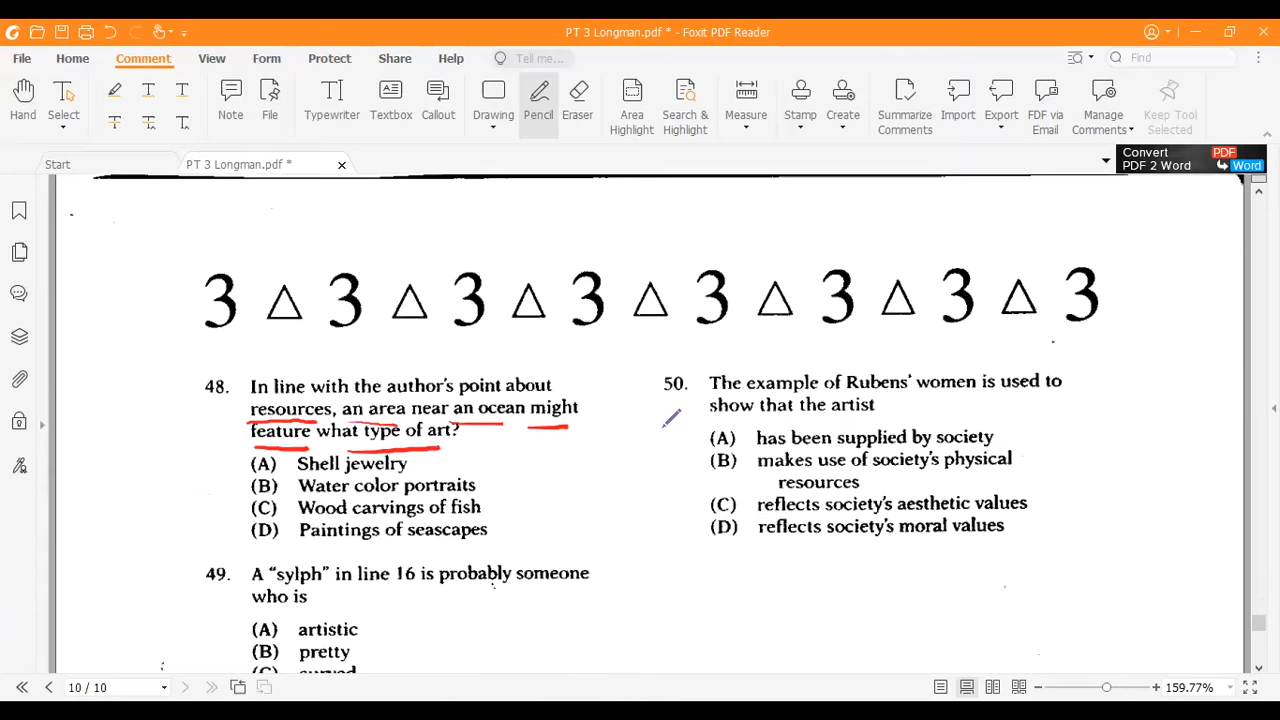 PT 3 Longman.pdf * - Foxit PDF Reader
File Home Comment View Form Protect Share Help Tell me... Find
Hand Select Note File Typewriter Textbox Callout Drawing Pencil Eraser Area Highlight Search & Highlight Measure Stamp Create Summarize Comments Import Export FDF via Email Manage Comments Keep Tool Selected
Start PT 3 Longman.pdf * Convert PDF PDF 2 Word Word
3 △ 3 △ 3 △ 3 △ 3 △ 3 △ 3 △ 3
48. In line with the author's point about
resources, an area near an ocean might
feature what type of art?
(A) Shell jewelry
(B) Water color portraits
(C) Wood carvings of fish
(D) Paintings of seascapes
49. A "sylph" in line 16 is probably someone
who is
(A) artistic
(B) pretty
50. The example of Rubens' women is used to
show that the artist
(A) has been supplied by society
(B) makes use of society's physical
resources
(C) reflects society's aesthetic values
(D) reflects society's moral values
10 / 10 159.77%